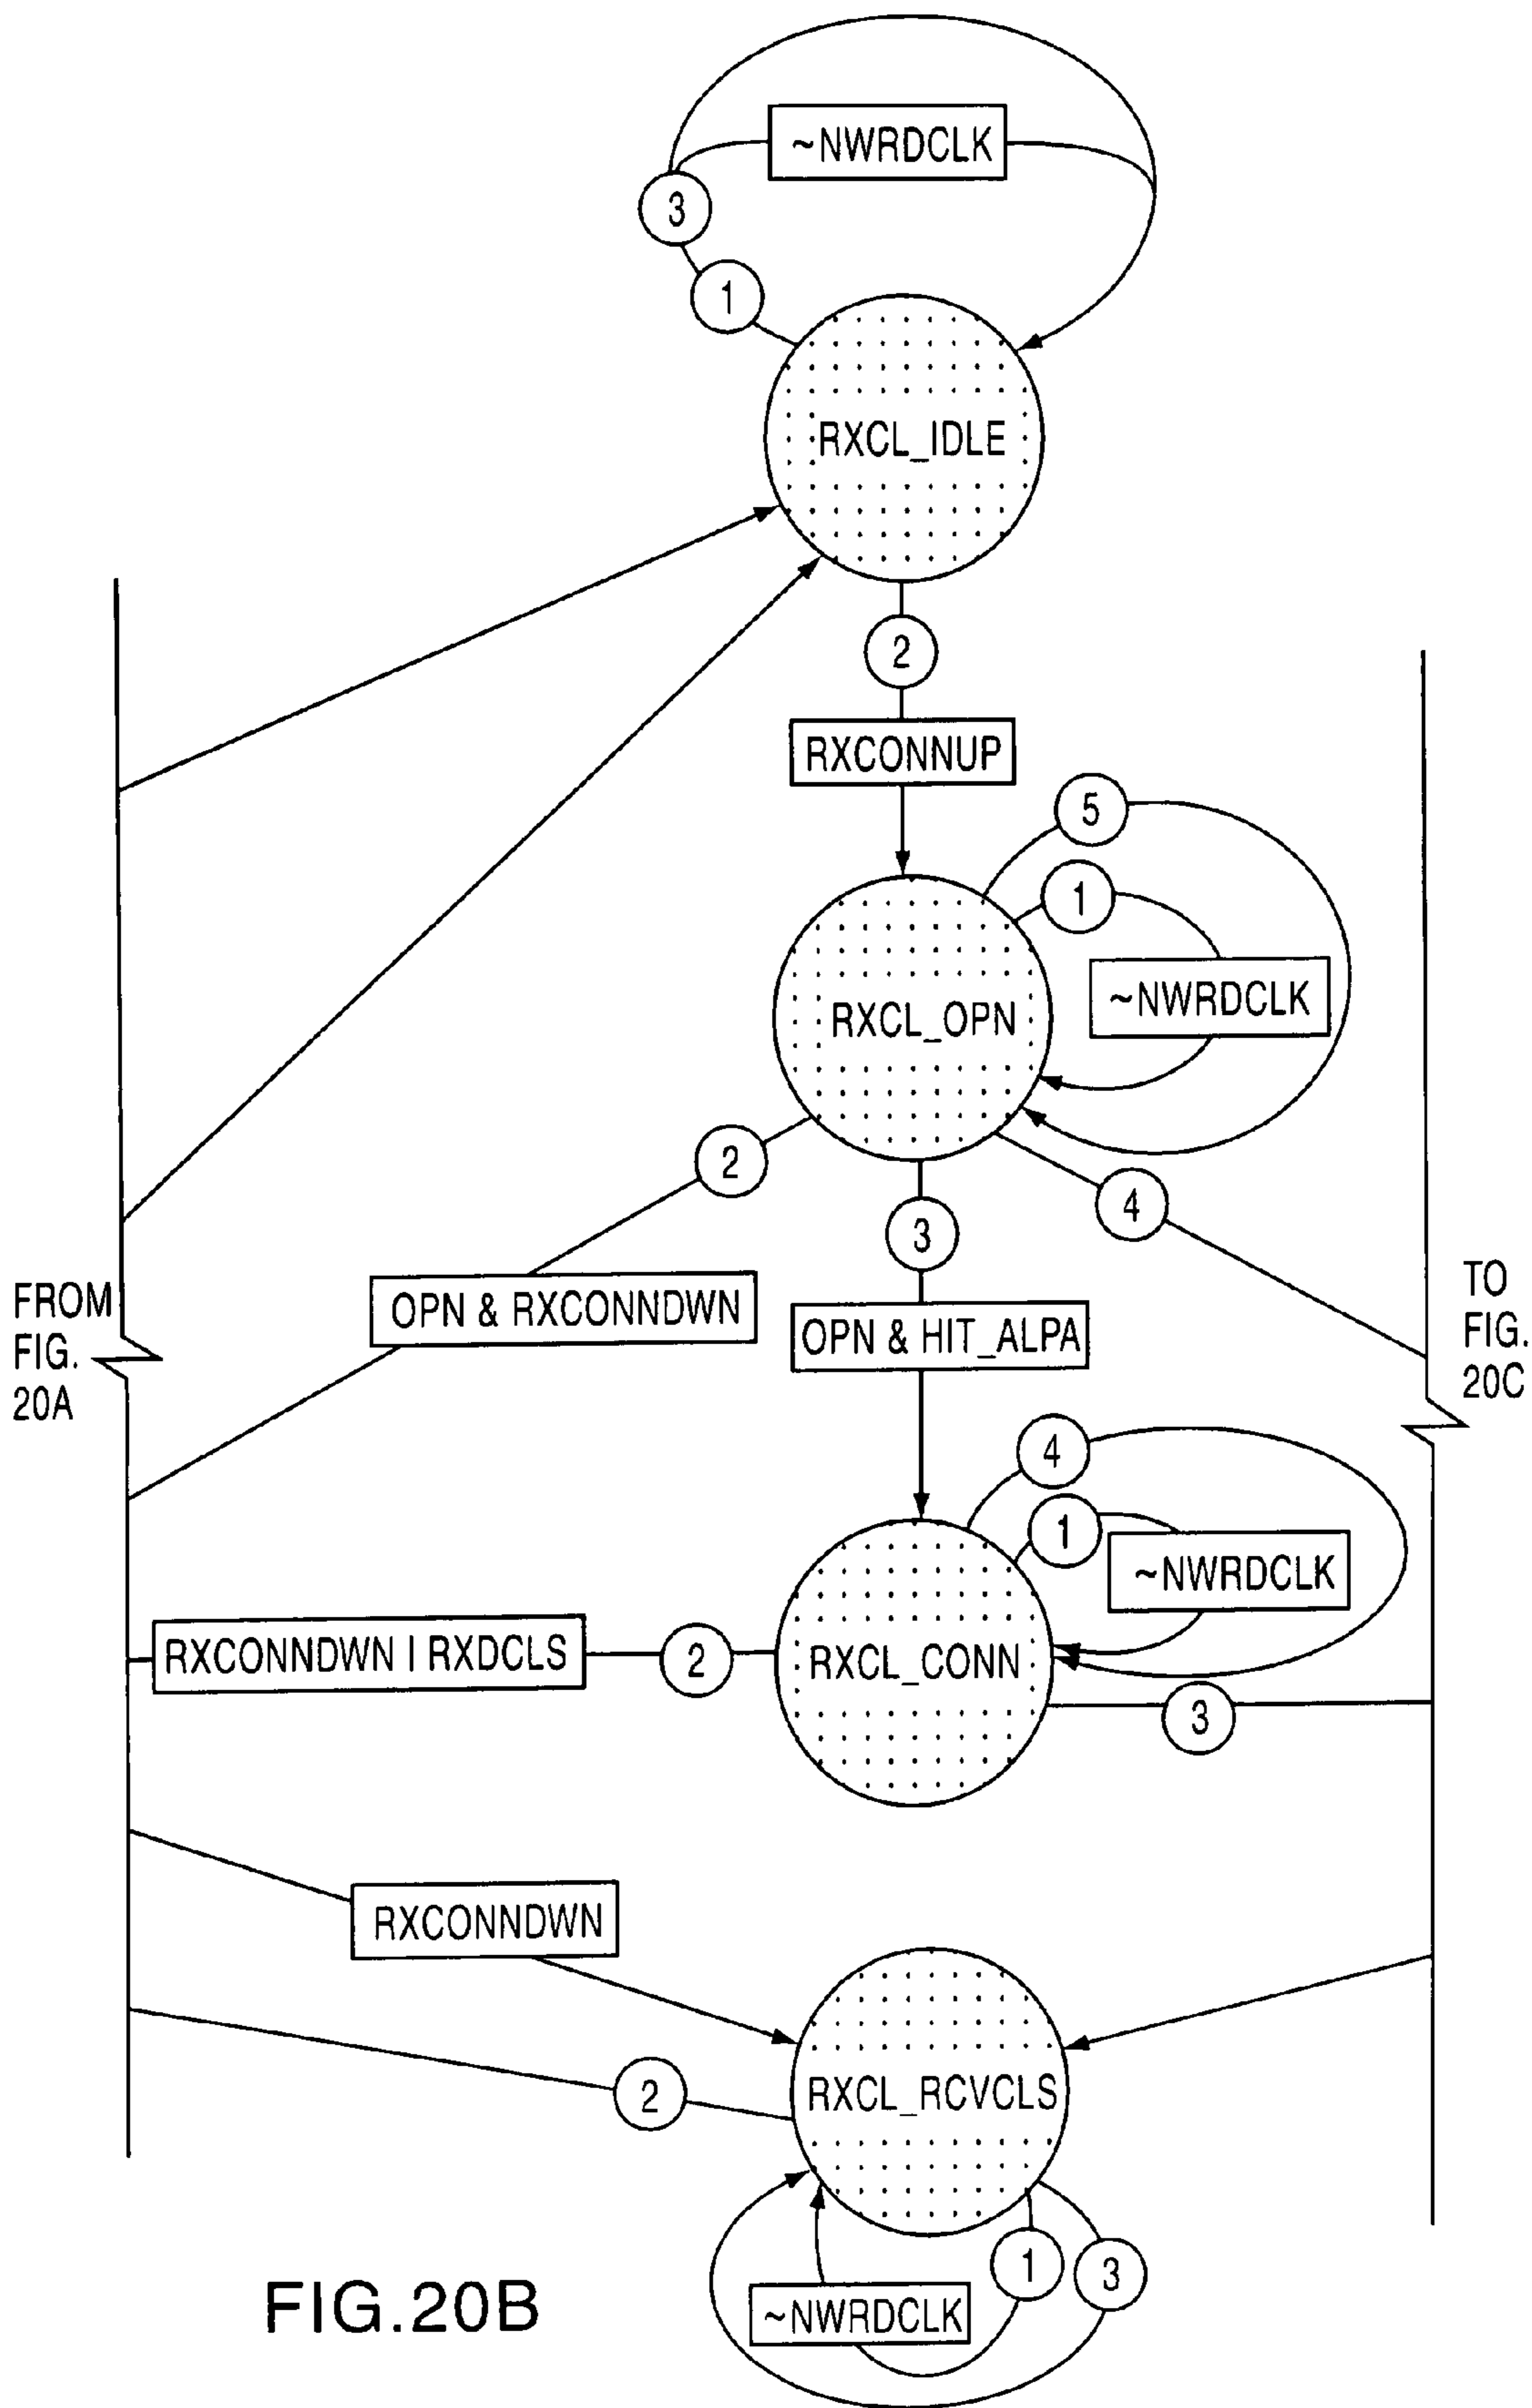 ~NWRDCLK
3
1
RXCL_IDLE
2
RXCONNUP
5
1
~NWRDCLK
RXCL_OPN
2
3
4
OPN & RXCONNDWN
OPN & HIT_ALPA
FROM
FIG.
20A
TO
FIG.
20C
4
1
~NWRDCLK
RXCONNDWN | RXDCLS
2
RXCL_CONN
3
RXCONNDWN
RXCL_RCVCLS
2
1
3
~NWRDCLK
FIG.20B